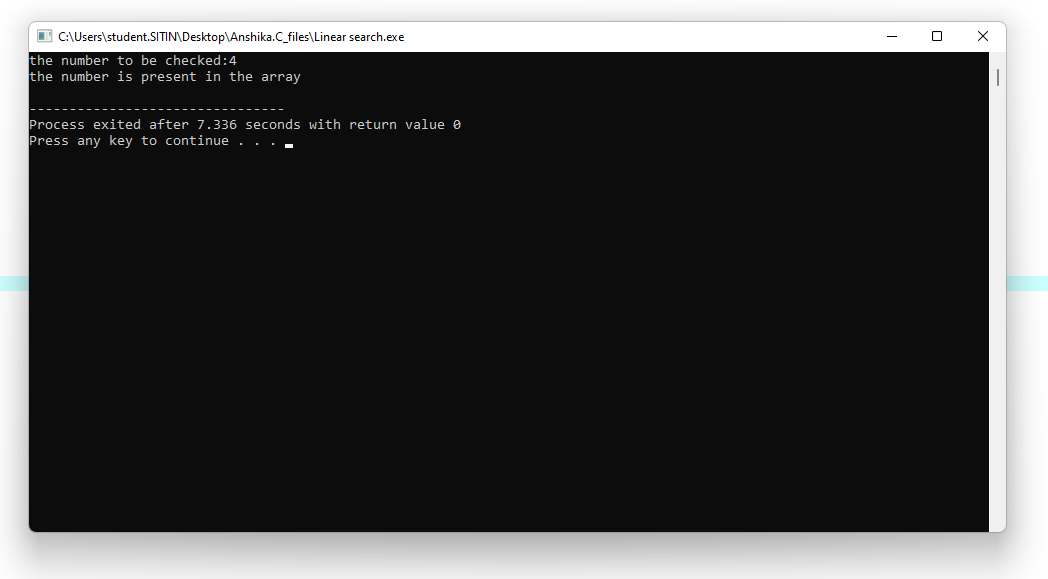 C:\Users\student.SITIN\Desktop\Anshika.C_files\Linear search.exe
the number to be checked:4
the number is present in the array
--------------------------------
Process exited after 7.336 seconds with return value 0
Press any key to continue . . .